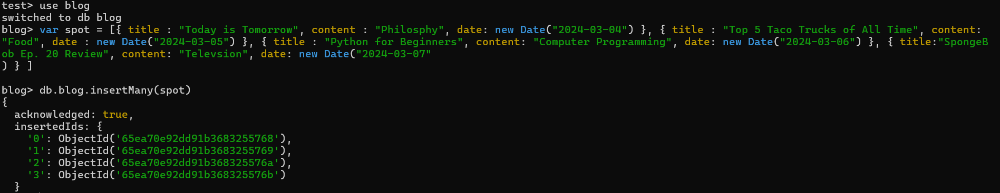 test> use blog
switched to db blog
blog> var spot = [{ title : "Today is Tomorrow", content : "Philosphy", date: new Date("2024-03-04") }, { title : "Top 5 Taco Trucks of All Time", content:
"Food", date : new Date("2024-03-05") }, { title : "Python for Beginners", content: "Computer Programming", date: new Date("2024-03-06") }, { title:"SpongeB
ob Ep. 20 Review", content: "Televsion", date: new Date("2024-03-07"
) } ]
blog> db.blog.insertMany(spot)
{
acknowledged: true,
insertedIds: {
'0': ObjectId('65ea70e92dd91b3683255768'),
'1': ObjectId('65ea70e92dd91b3683255769'),
'2': ObjectId('65ea70e92dd91b368325576a'),
'3': ObjectId('65ea70e92dd91b368325576b')
}